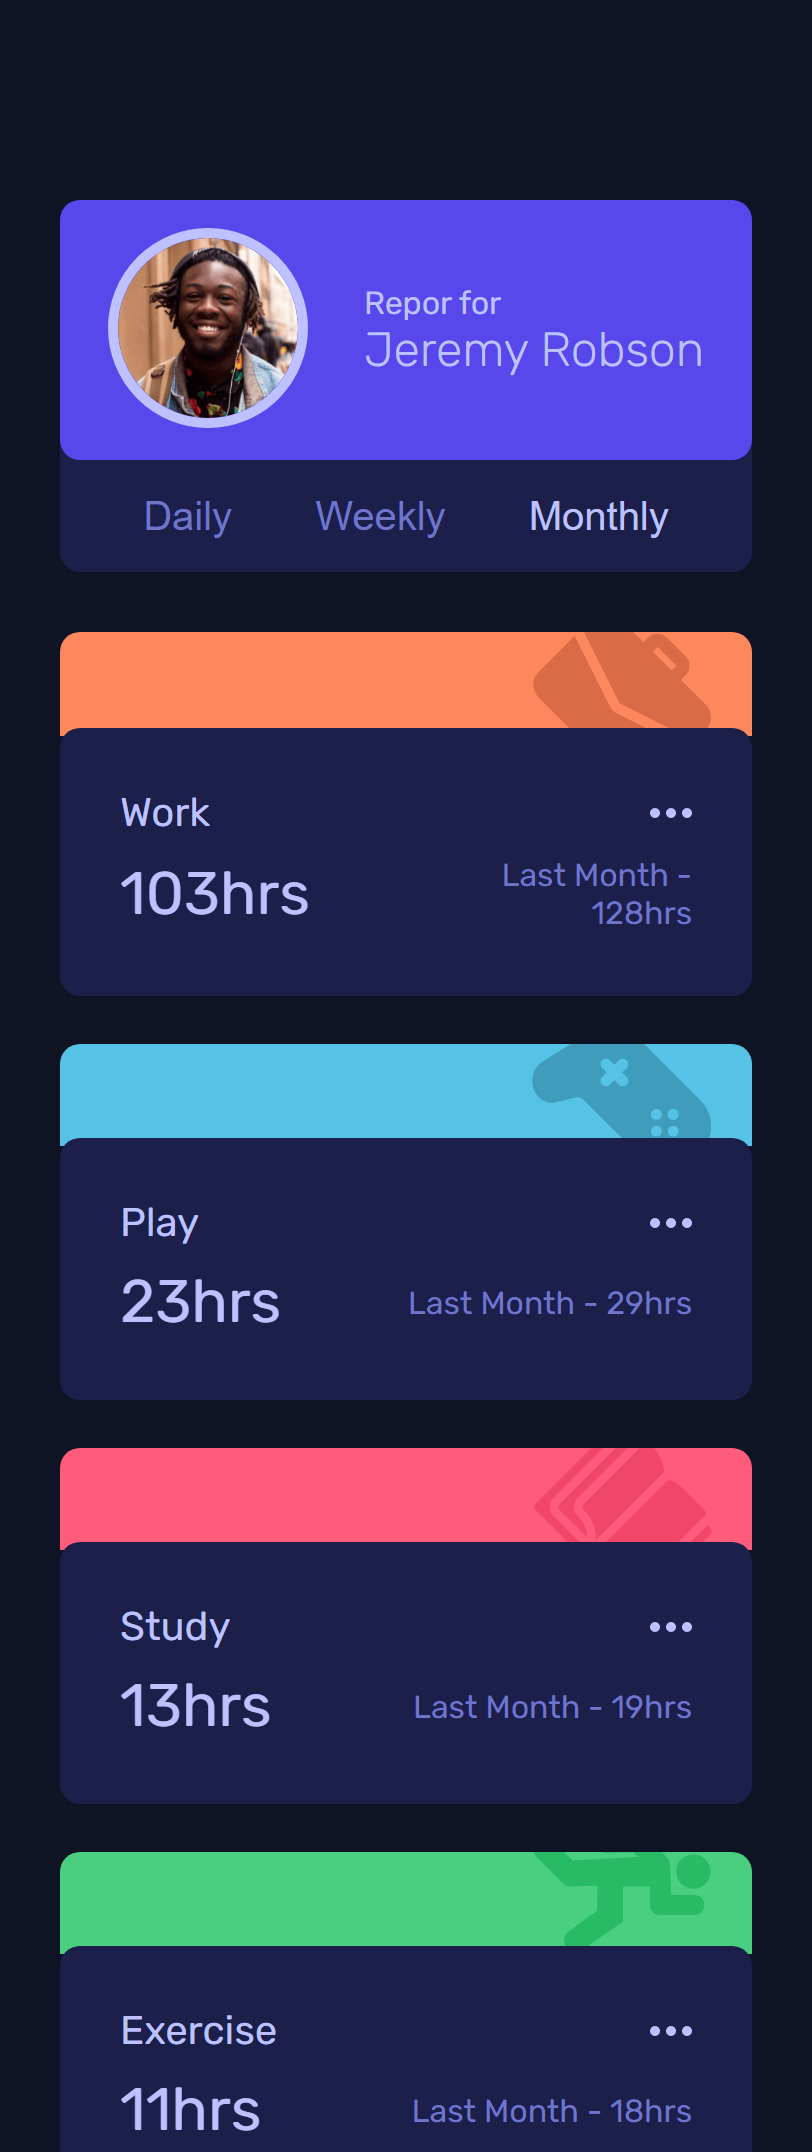 Repor for
Jeremy Robson
Daily Weekly Monthly
Work
103hrs
Last Month -
128hrs
Play
23hrs
Last Month - 29hrs
Study
13hrs
Last Month - 19hrs
Exercise
11hrs
Last Month - 18hrs